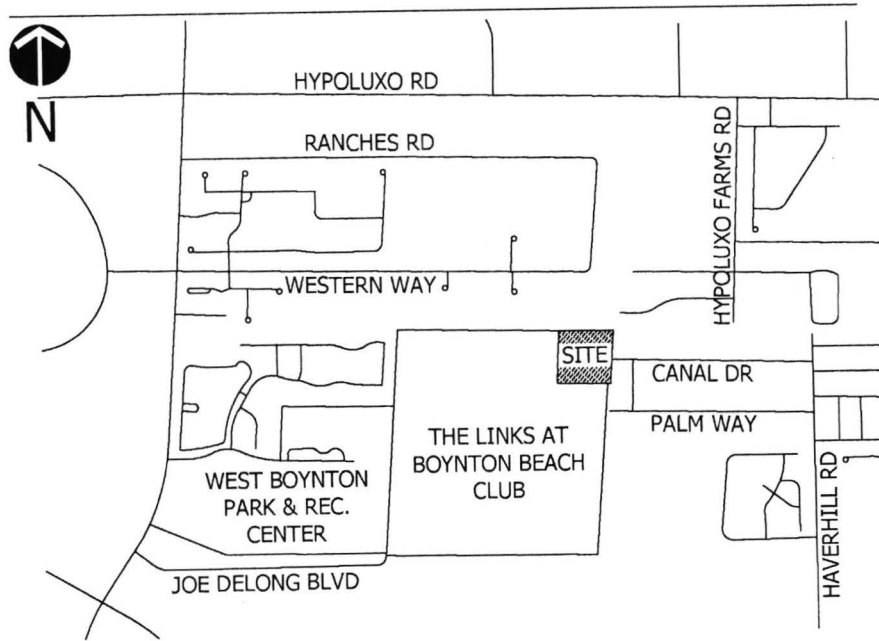 N
HYPOLUXO RD
RANCHES RD
HYPOLUXO FARMS RD
WESTERN WAY
SITE
CANAL DR
PALM WAY
THE LINKS AT
BOYNTON BEACH
CLUB
WEST BOYNTON
PARK & REC.
CENTER
HAVERHILL RD
JOE DELONG BLVD